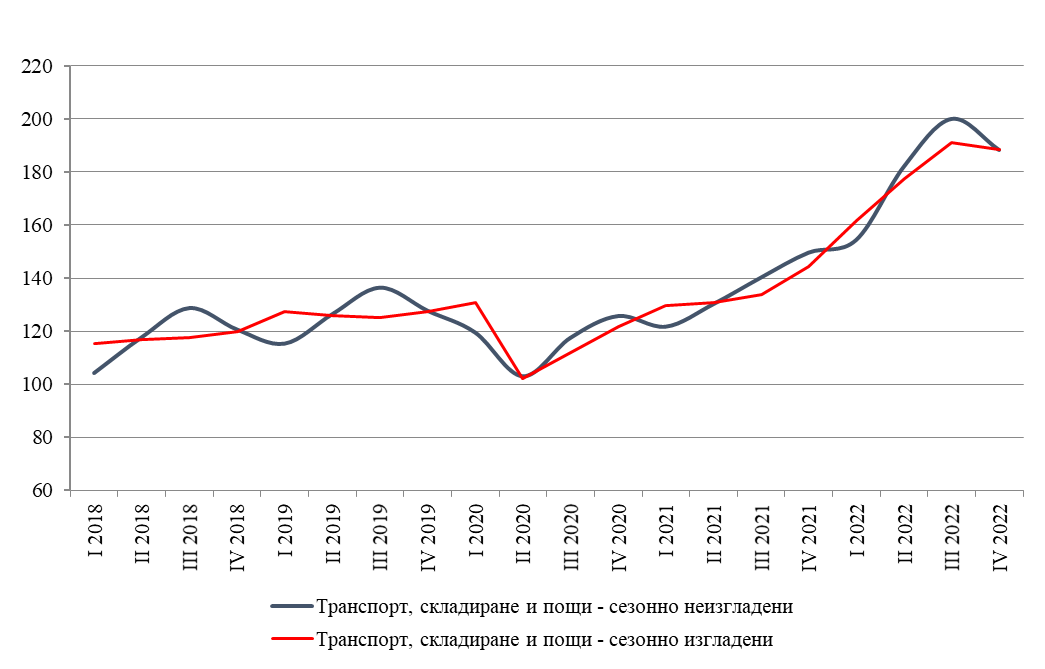 220
200
180
160
140
120
100
80
60
I 2018
II 2018
III 2018
IV 2018
I 2019
II 2019
III 2019
IV 2019
I 2020
II 2020
III 2020
IV 2020
I 2021
II 2021
III 2021
IV 2021
I 2022
II 2022
III 2022
IV 2022
Транспорт, складиране и пощи - сезонно неизгладени
Транспорт, складиране и пощи - сезонно изгладени